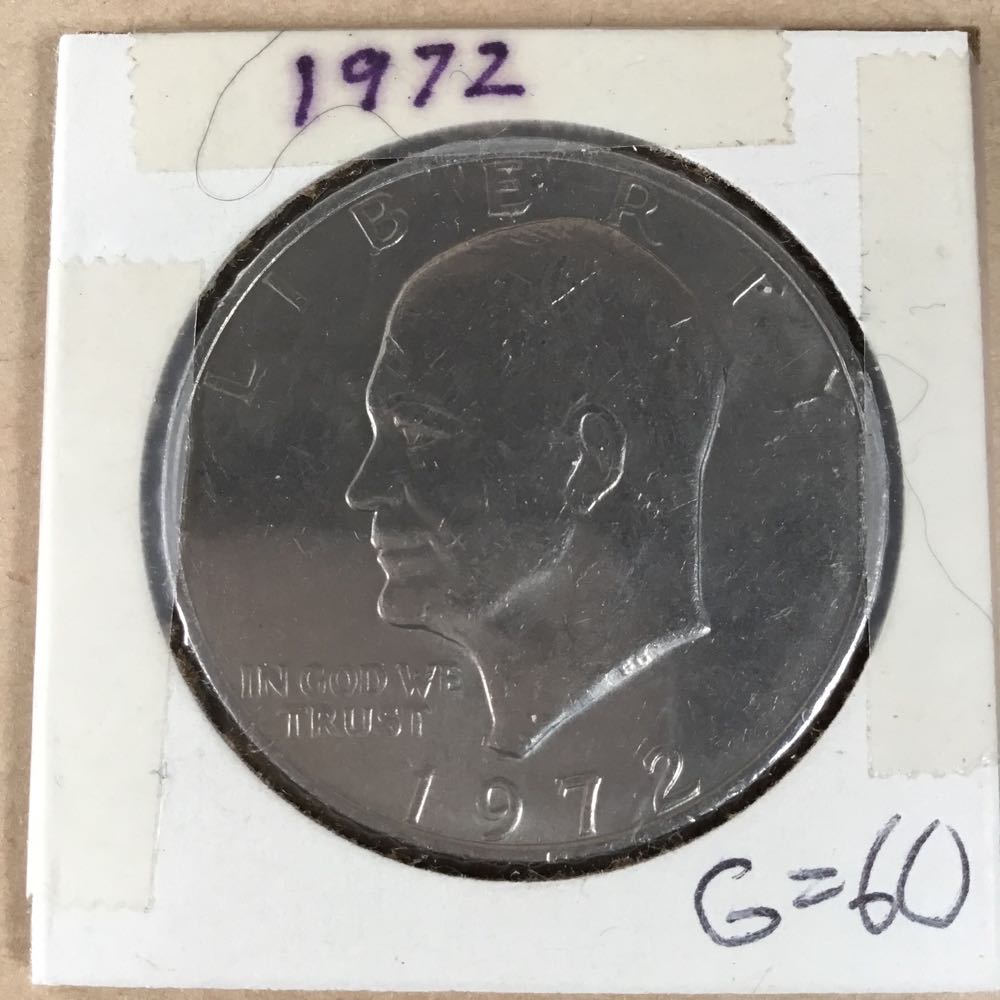 1972
LIBERTY
IN GOD WE
TRUST
1972
G=60